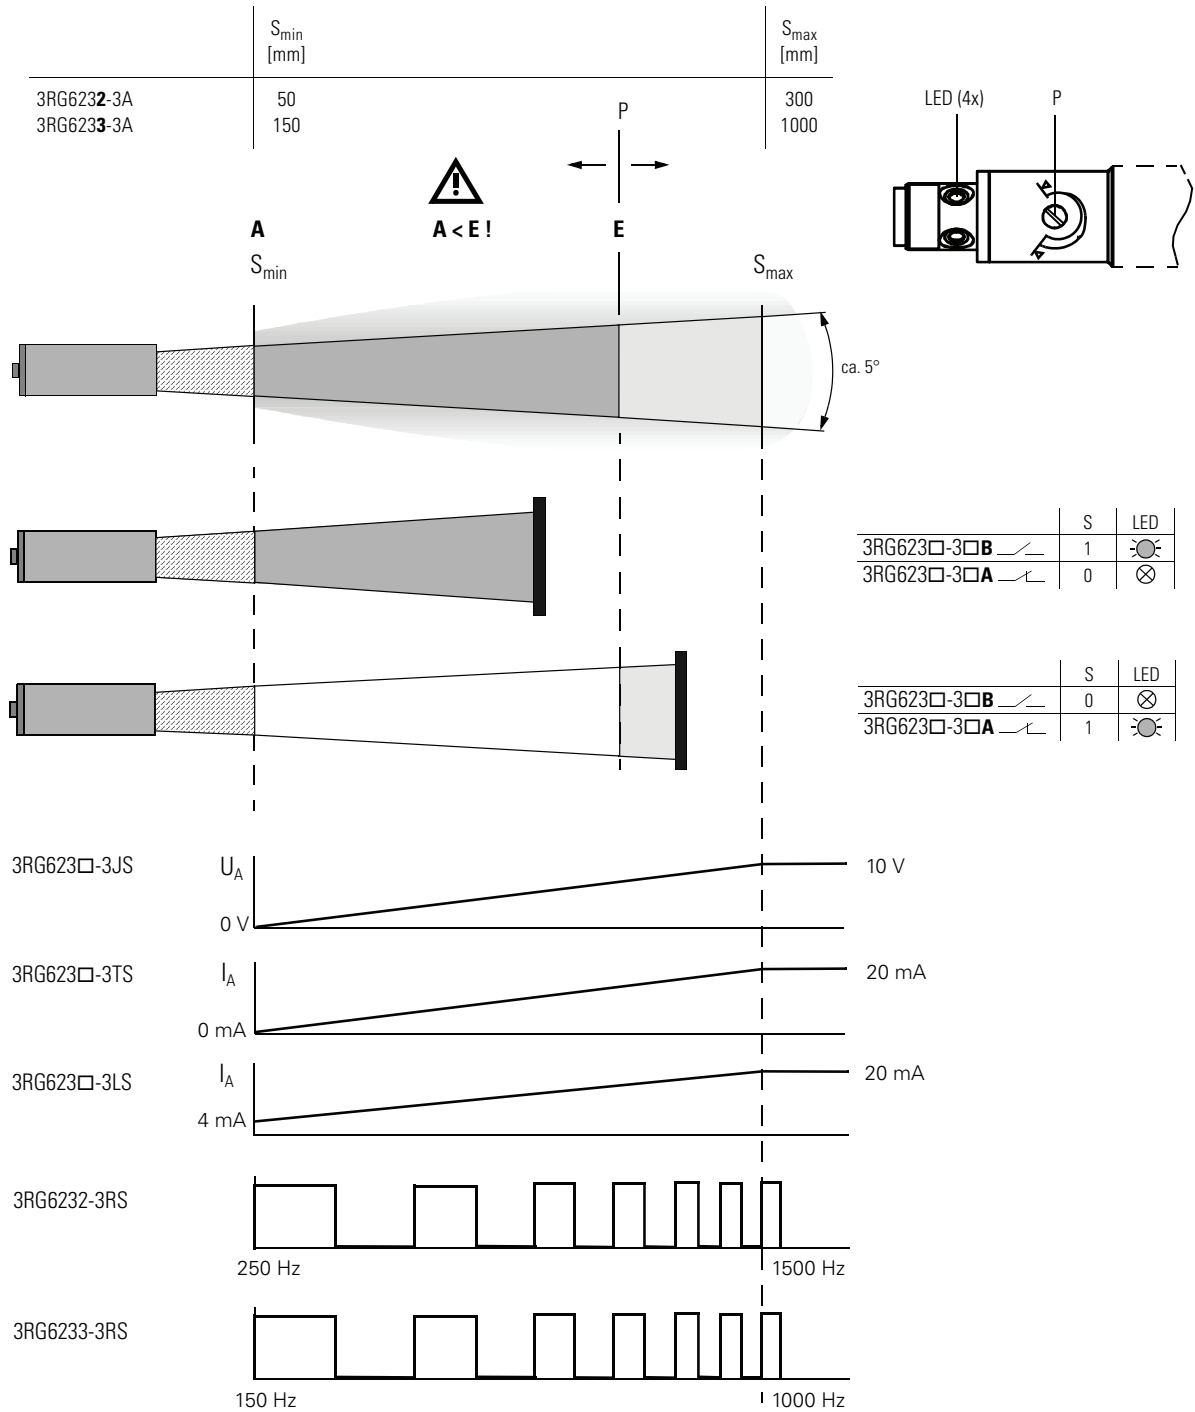 Smin Smax
[mm] [mm]
3RG6232-3A 50 300
3RG6233-3A 150 1000
P
LED (4x) P
A A < E ! E
Smin Smax
ca. 5°
S LED
3RG623□-3□B 1
3RG623□-3□A 0
S LED
3RG623□-3□B 0
3RG623□-3□A 1
3RG623□-3JS UA 10 V
0 V
3RG623□-3TS IA 20 mA
0 mA
3RG623□-3LS IA 20 mA
4 mA
3RG6232-3RS
250 Hz 1500 Hz
3RG6233-3RS
150 Hz 1000 Hz